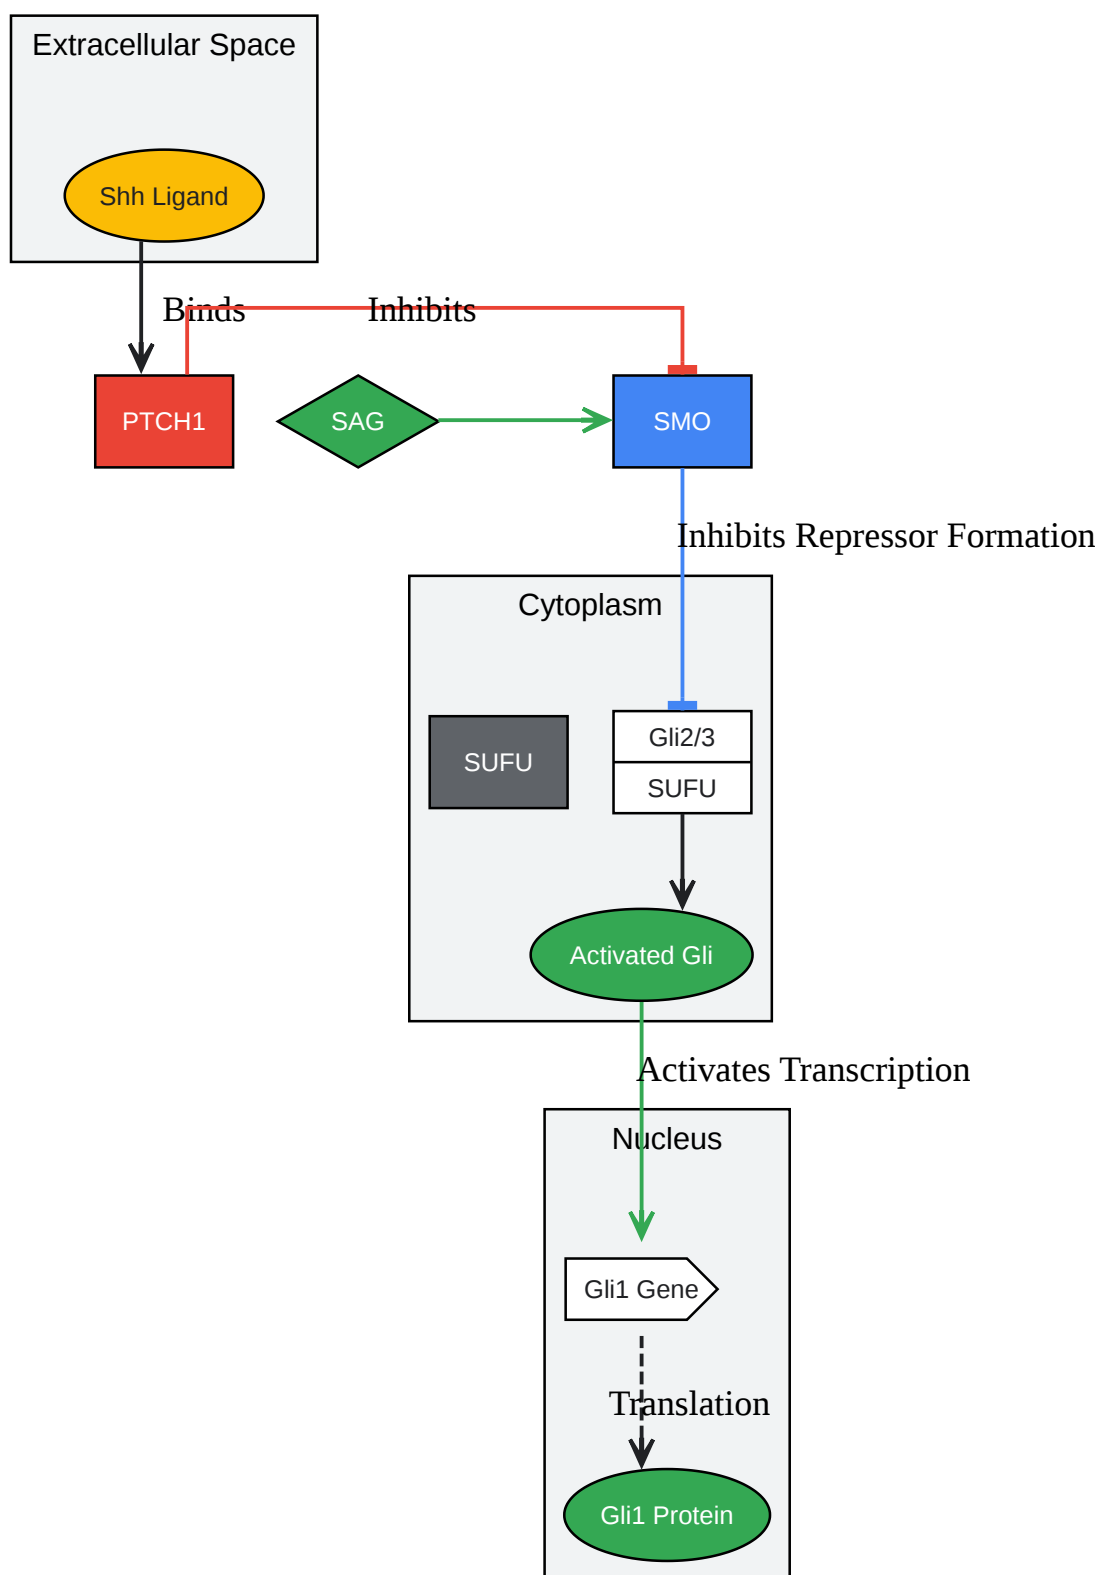 Extracellular Space
Shh Ligand
Binds
Inhibits
PTCH1
SAG
SMO
Inhibits Repressor Formation
Cytoplasm
SUFU
Gli2/3
SUFU
Activated Gli
Activates Transcription
Nucleus
Gli1 Gene
Translation
Gli1 Protein